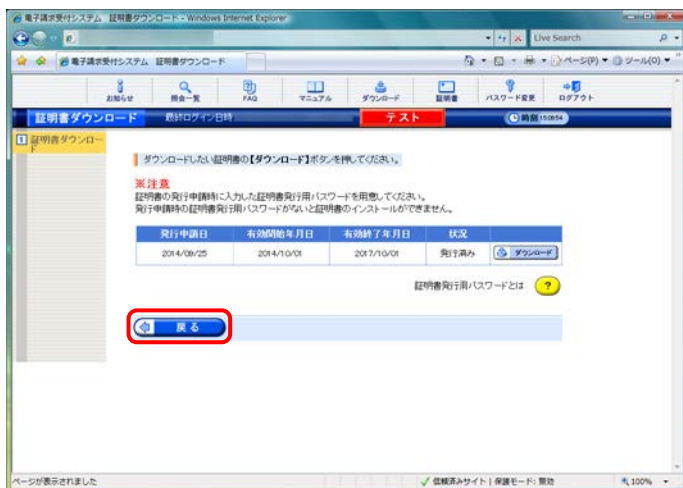 電子請求受付システム 証明書ダウンロード - Windows Internet Explorer
Live Search
電子請求受付システム 証明書ダウンロード
ページ(P) ツール(O)
お知らせ 照会一覧 FAQ マニュアル ダウンロード 証明書 パスワード変更 ログアウト
証明書ダウンロード 最終ログイン日時 テスト 時刻 15:09:54
1 証明書ダウンロー
ド
ダウンロードしたい証明書の【ダウンロード】ボタンを押してください。
※注意
証明書の発行申請時に入力した証明書発行用パスワードを用意してください。
発行申請時の証明書発行用パスワードがないと証明書のインストールができません。
発行申請日 有効開始年月日 有効終了年月日 状況
2014/09/25 2014/10/01 2017/10/01 発行済み ダウンロード
証明書発行用パスワードとは ?
戻る
ページが表示されました 信頼済みサイト | 保護モード: 無効 100%